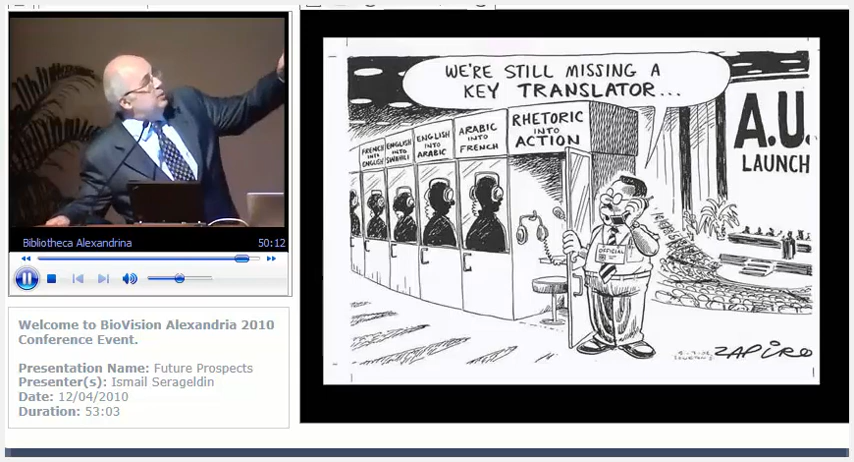 Bibliotheca Alexandrina 50:12
Welcome to BioVision Alexandria 2010
Conference Event.
Presentation Name: Future Prospects
Presenter(s): Ismail Serageldin
Date: 12/04/2010
Duration: 53:03
WE'RE STILL MISSING A
KEY TRANSLATOR...
FRENCH
INTO
ENGLISH
ENGLISH
INTO
SWAHILI
ENGLISH
INTO
ARABIC
ARABIC
INTO
FRENCH
RHETORIC
INTO
ACTION
A.U.
LAUNCH
OFFICIAL
ZAPIRO